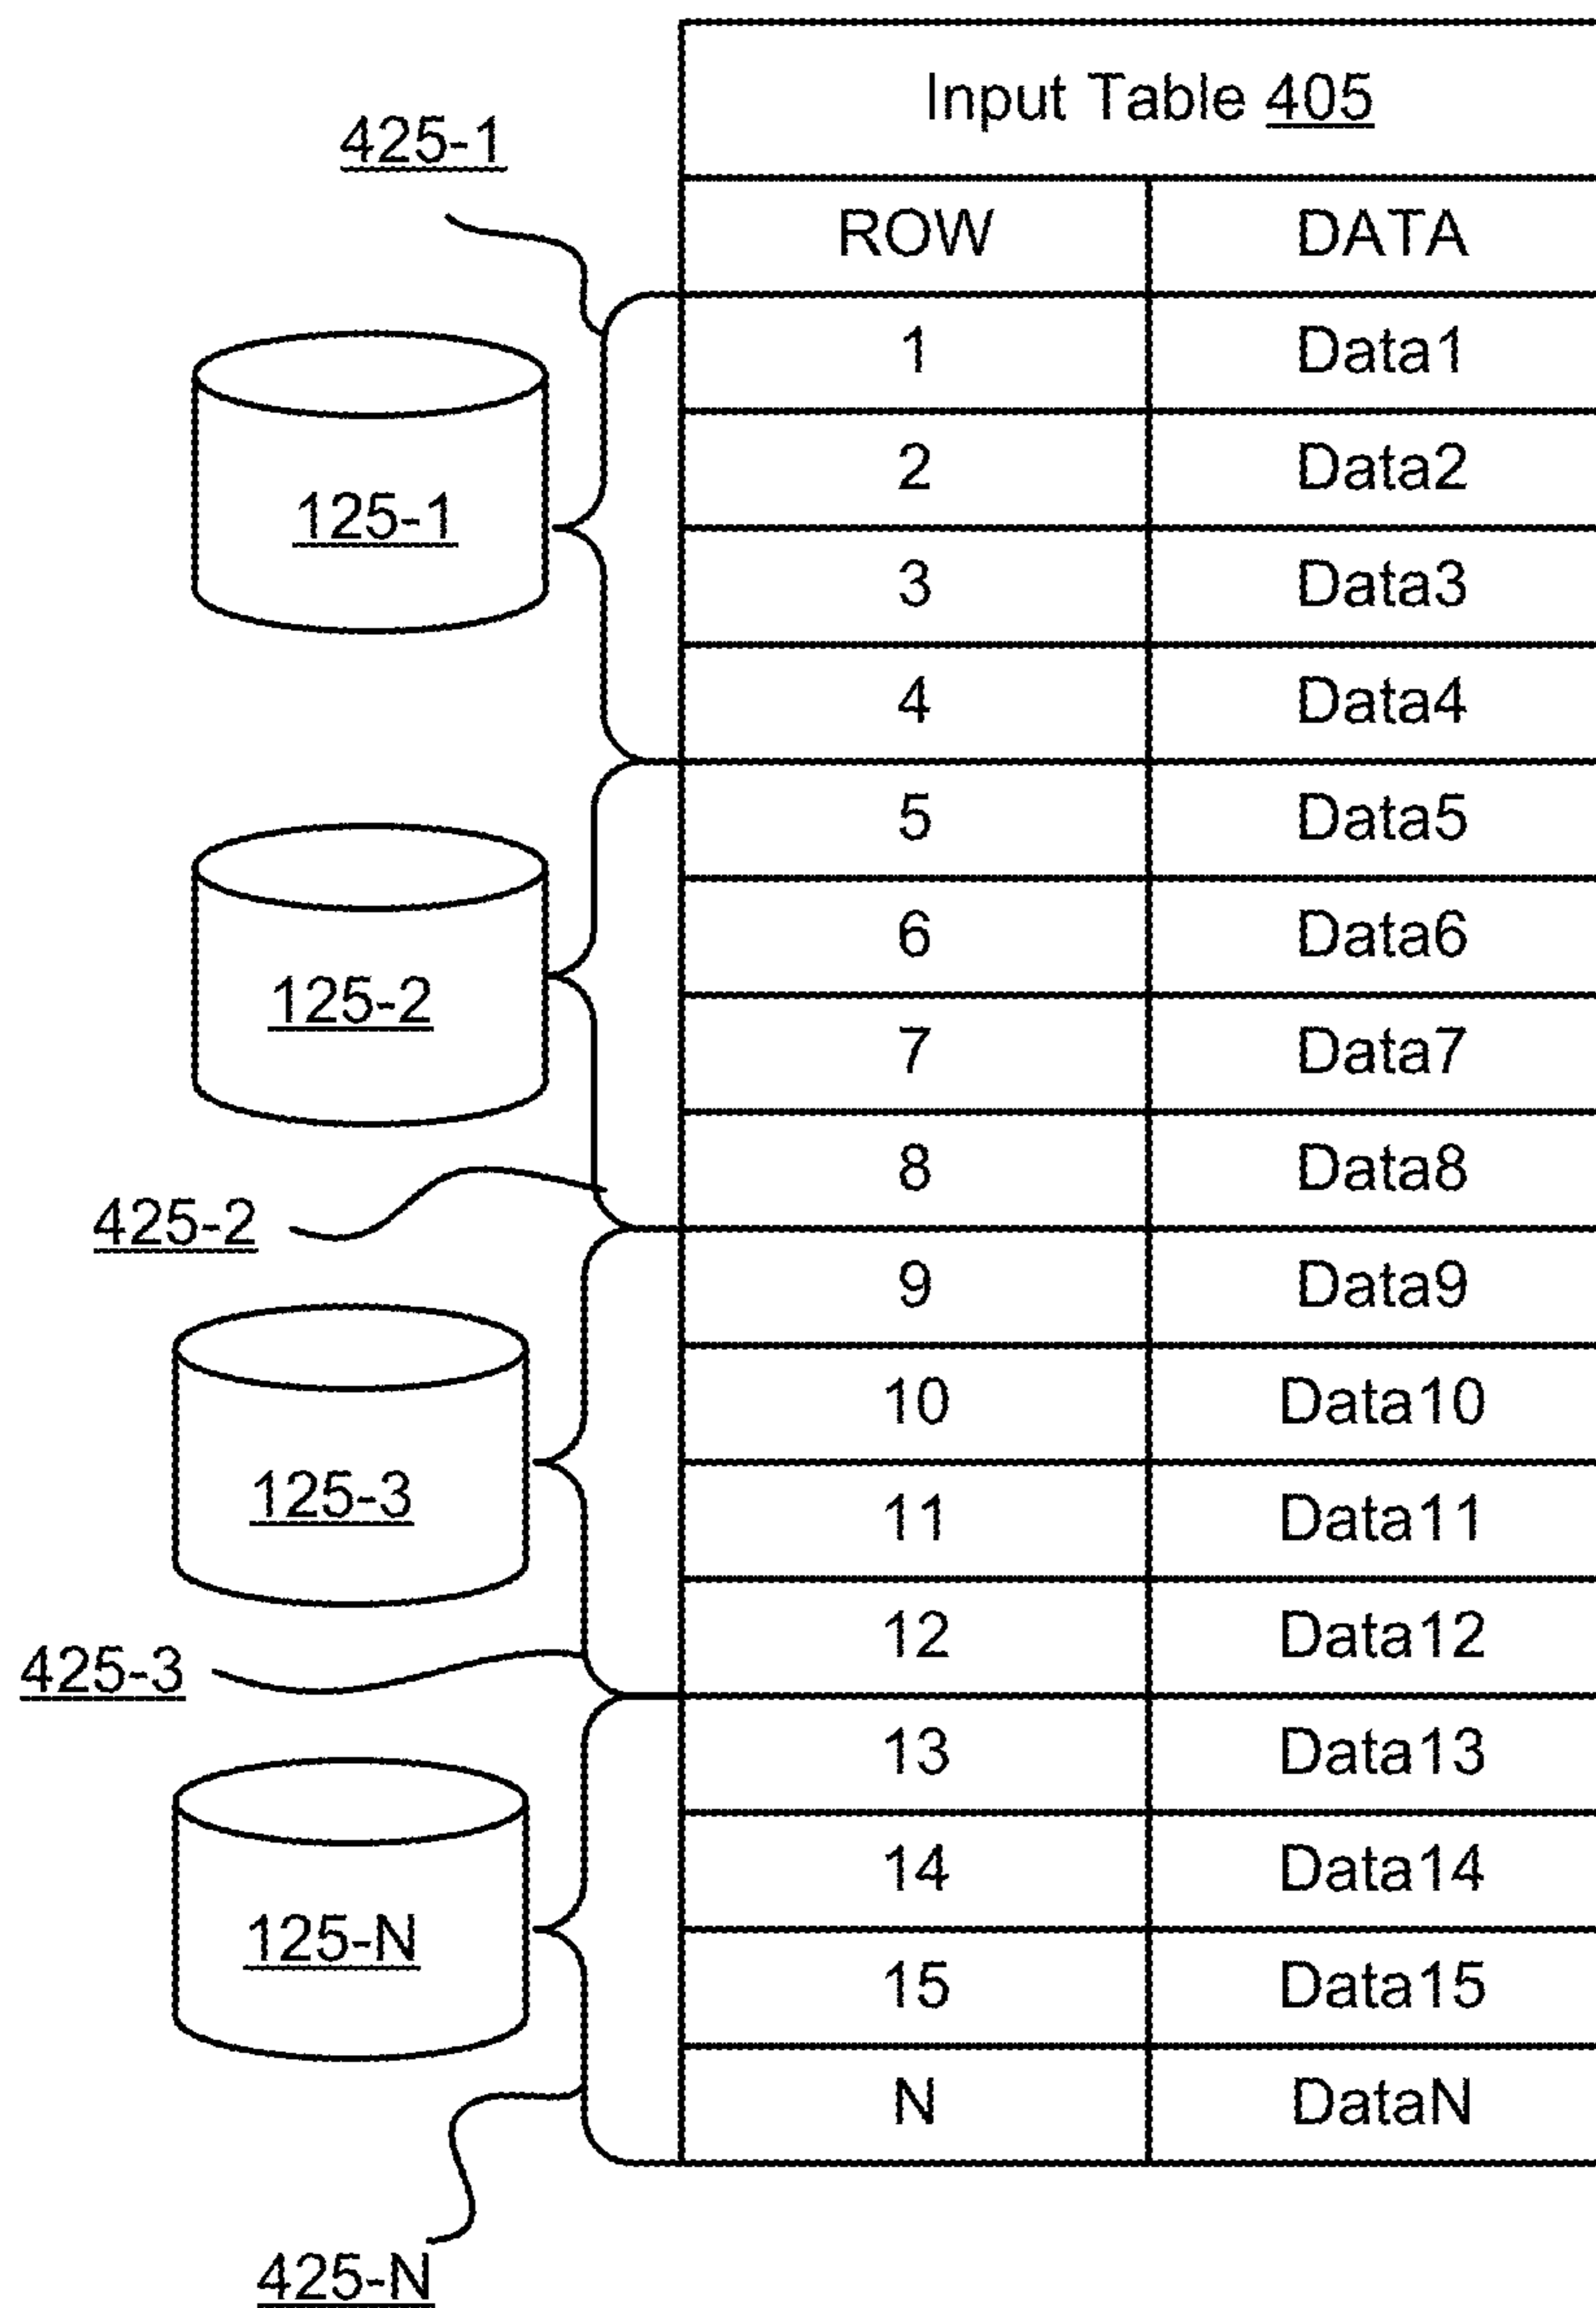 Input Table 405
425-1
ROW DATA
1 Data1
2 Data2
125-1
3 Data3
4 Data4
5 Data5
6 Data6
125-2
7 Data7
8 Data8
425-2
9 Data9
10 Data10
125-3
11 Data11
12 Data12
425-3
13 Data13
14 Data14
125-N
15 Data15
N DataN
425-N